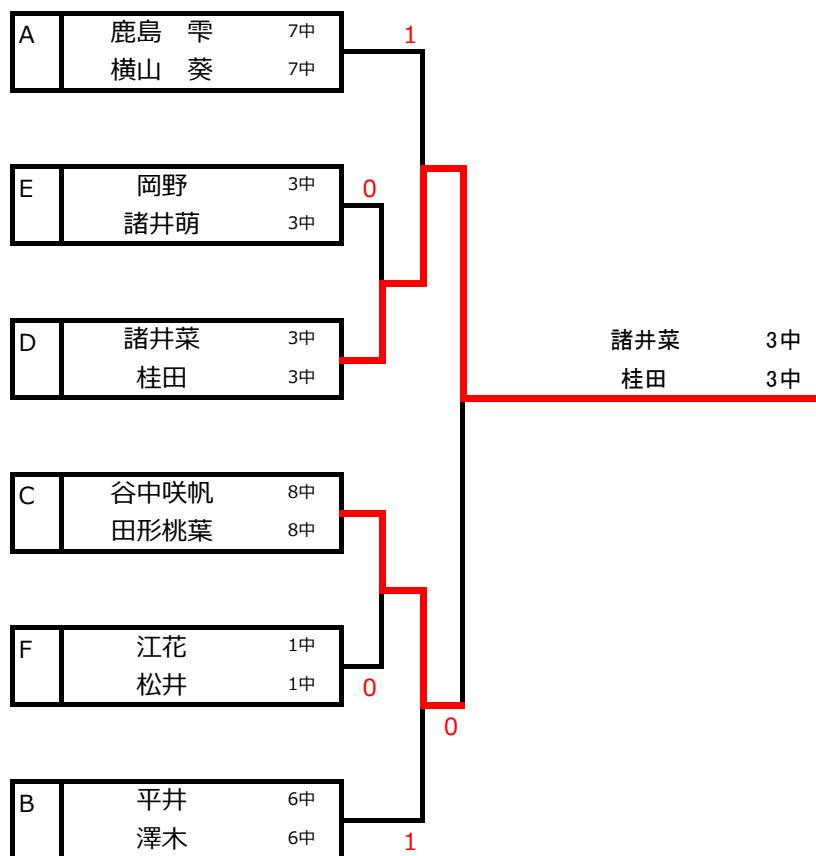 A 鹿島　雫 7中 1
横山　葵 7中
E 岡野 3中 0
諸井萌 3中
D 諸井菜 3中
桂田 3中
諸井菜 3中
桂田 3中
C 谷中咲帆 8中
田形桃葉 8中
F 江花 1中
松井 1中 0
0
B 平井 6中
澤木 6中 1